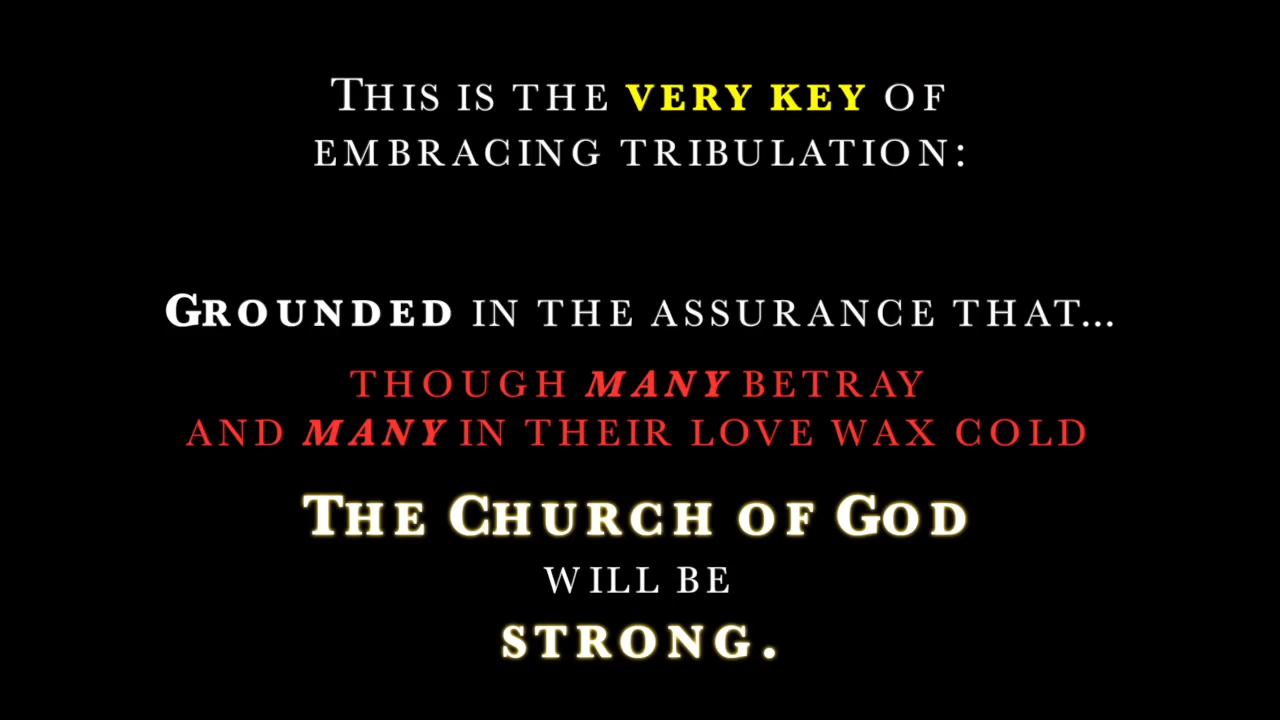 This is the very key of
embracing tribulation:
Grounded in the assurance that...
though many betray
and many in their love wax cold
The Church of God
will be
strong.